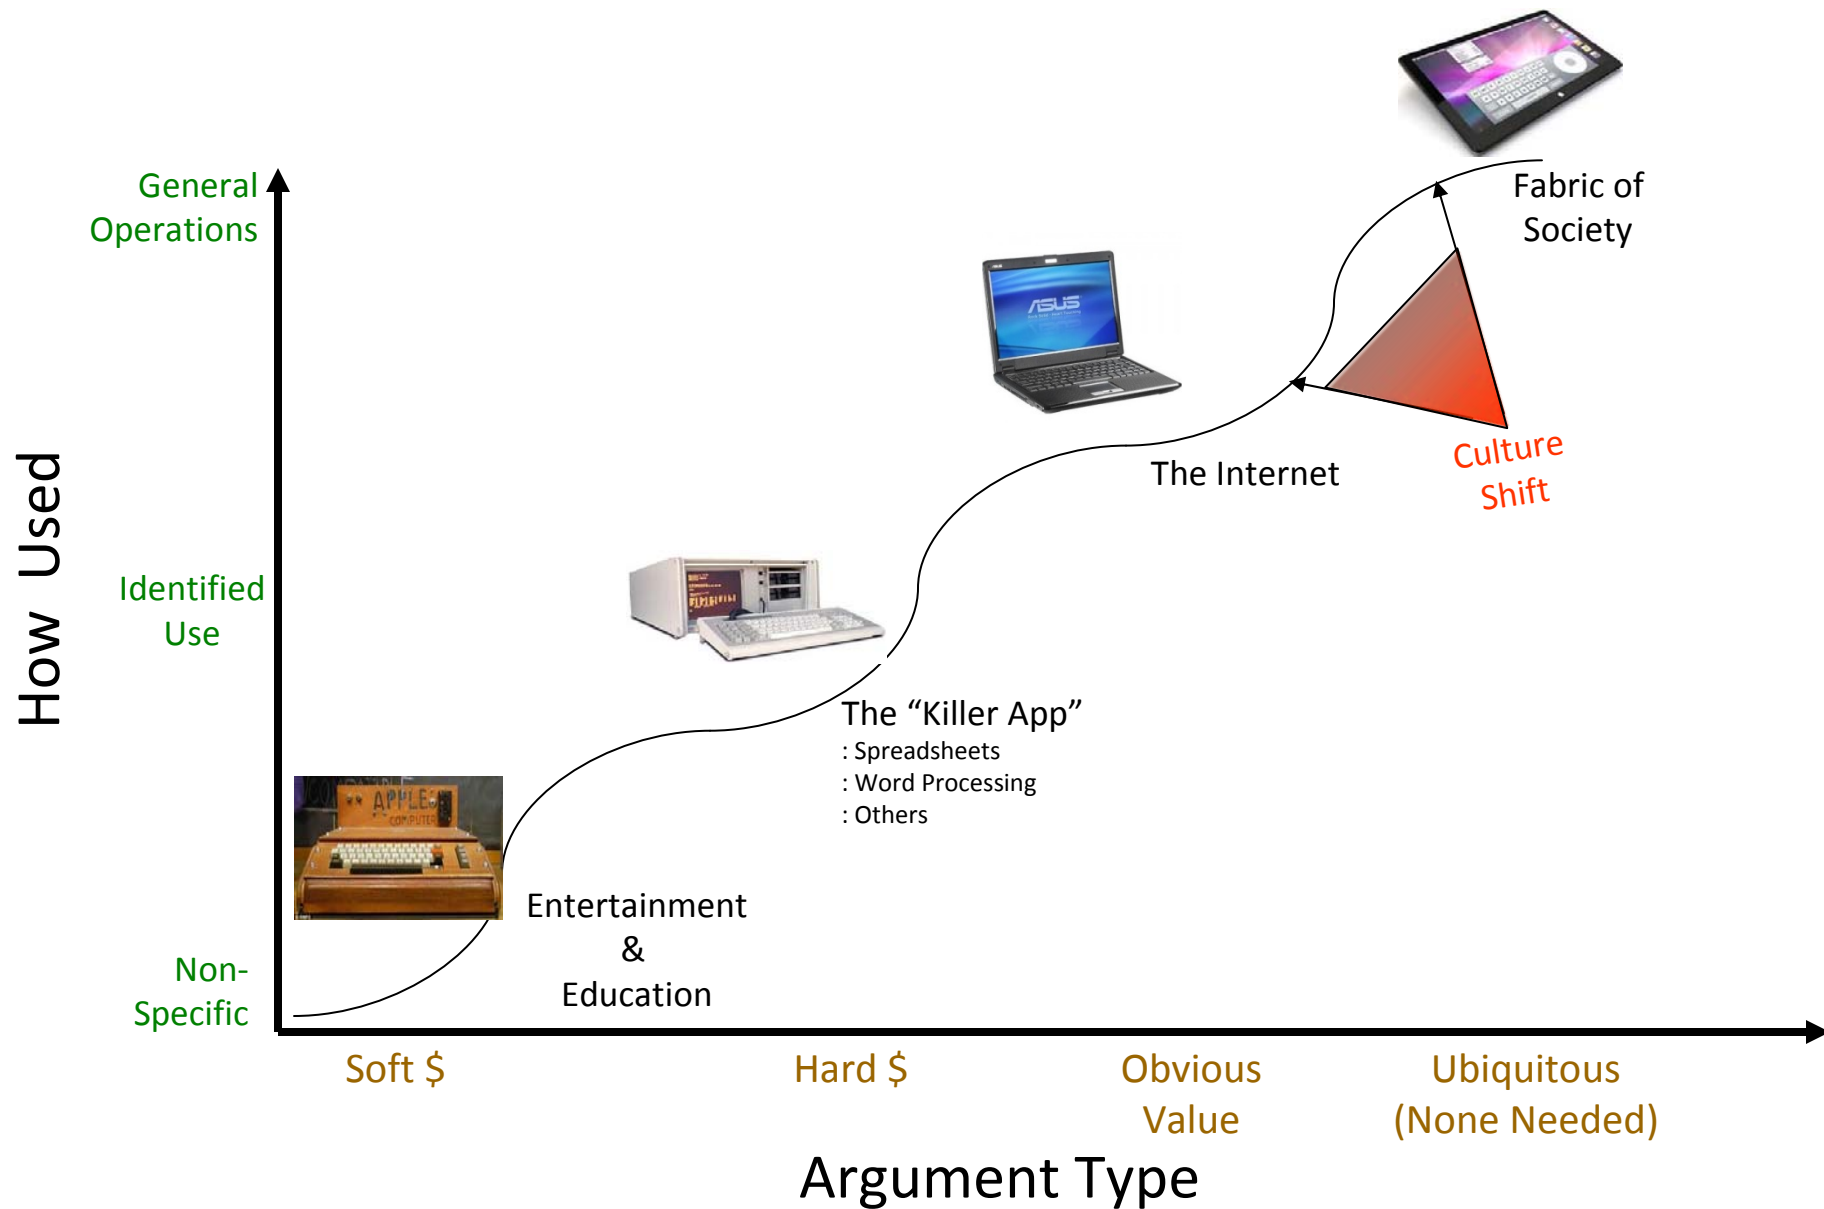 General
Operations
Fabric of
Society
ASUS
The Internet
Culture
Shift
How Used
Identified
Use
The “Killer App”
: Spreadsheets
: Word Processing
: Others
APPLE
COMPUTER
Entertainment
&
Education
Non-
Specific
Soft $
Hard $
Obvious
Value
Ubiquitous
(None Needed)
Argument Type